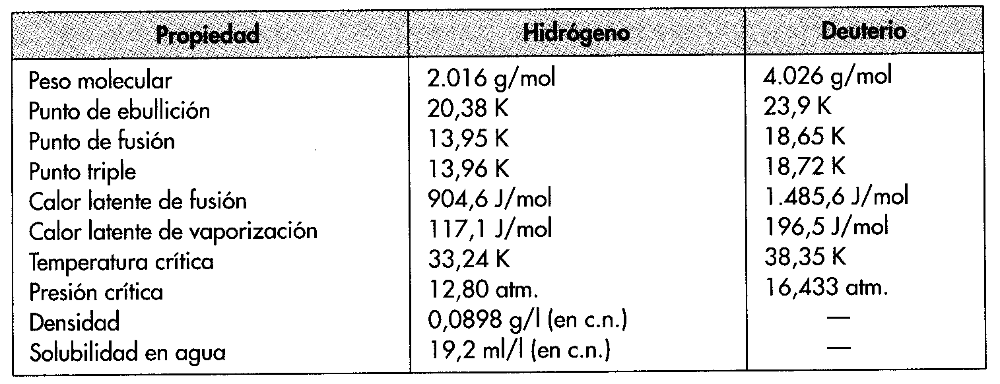 Propiedad Hidrógeno Deuterio
Peso molecular 2.016 g/mol 4.026 g/mol
Punto de ebullición 20,38 K 23,9 K
Punto de fusión 13,95 K 18,65 K
Punto triple 13,96 K 18,72 K
Calor latente de fusión 904,6 J/mol 1.485,6 J/mol
Calor latente de vaporización 117,1 J/mol 196,5 J/mol
Temperatura crítica 33,24 K 38,35 K
Presión crítica 12,80 atm. 16,433 atm.
Densidad 0,0898 g/l (en c.n.) —
Solubilidad en agua 19,2 ml/l (en c.n.) —